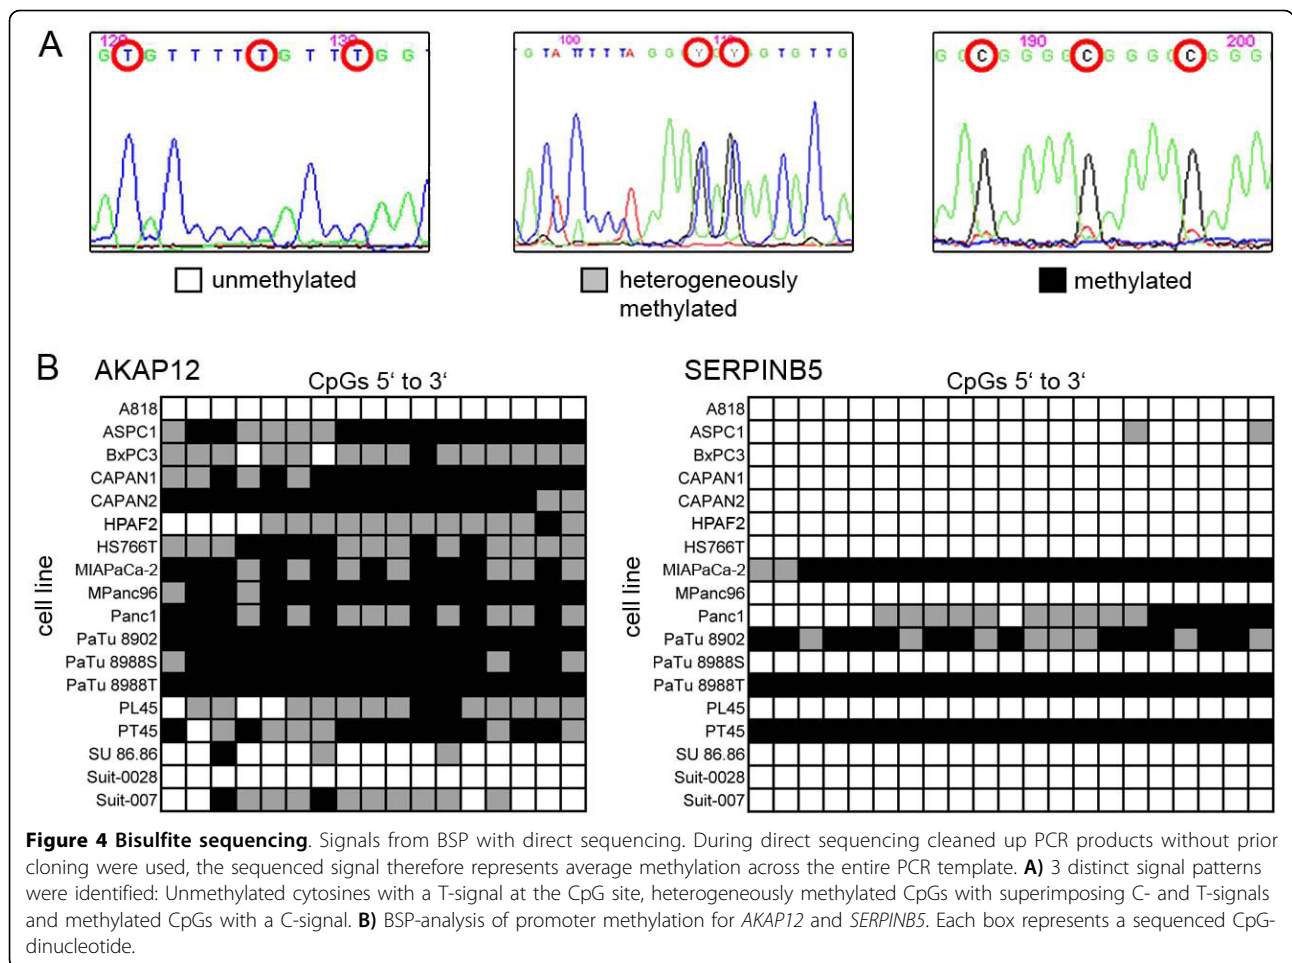 A
120 130
G T G T T T T T G T T T G G
unmethylated
100 110
G T A T T T T T A G G Y G Y G G T G T T G
heterogeneously
methylated
190 200
G C G G G G C G G G C G G G
methylated
B AKAP12
CpGs 5‘ to 3‘
cell line
A818
ASPC1
BxPC3
CAPAN1
CAPAN2
HPAF2
HS766T
MIAPaCa-2
MPanc96
Panc1
PaTu 8902
PaTu 8988S
PaTu 8988T
PL45
PT45
SU 86.86
Suit-0028
Suit-007
SERPINB5
CpGs 5‘ to 3‘
cell line
A818
ASPC1
BxPC3
CAPAN1
CAPAN2
HPAF2
HS766T
MIAPaCa-2
MPanc96
Panc1
PaTu 8902
PaTu 8988S
PaTu 8988T
PL45
PT45
SU 86.86
Suit-0028
Suit-007
Figure 4 Bisulfite sequencing. Signals from BSP with direct sequencing. During direct sequencing cleaned up PCR products without prior
cloning were used, the sequenced signal therefore represents average methylation across the entire PCR template. A) 3 distinct signal patterns
were identified: Unmethylated cytosines with a T-signal at the CpG site, heterogeneously methylated CpGs with superimposing C- and T-signals
and methylated CpGs with a C-signal. B) BSP-analysis of promoter methylation for AKAP12 and SERPINB5. Each box represents a sequenced CpG-
dinucleotide.